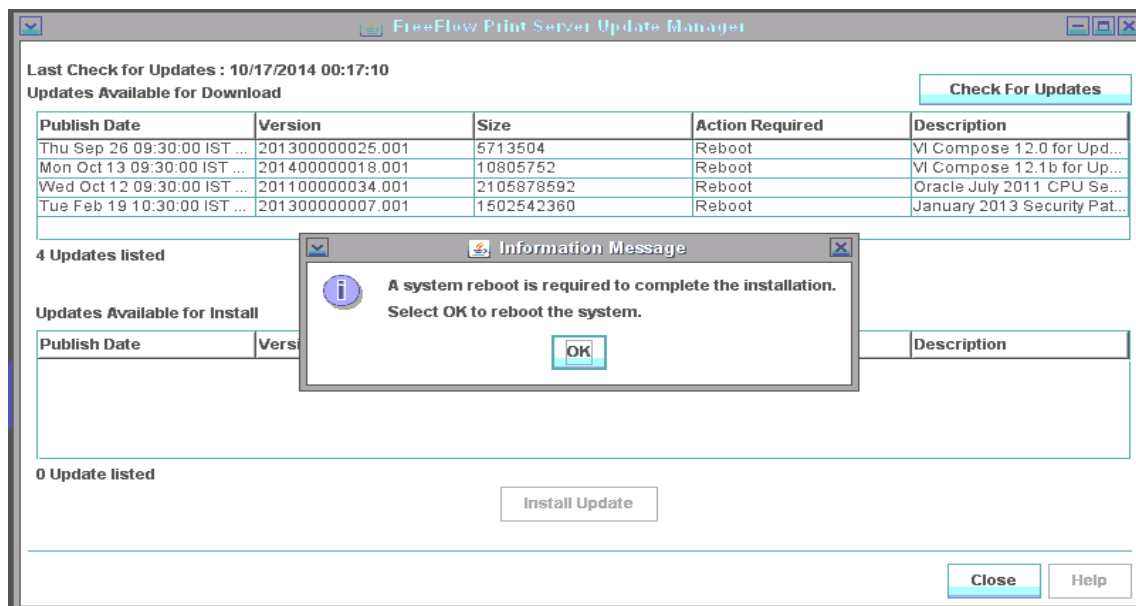 FreeFlow Print Server Update Manager
Last Check for Updates : 10/17/2014 00:17:10
Updates Available for Download
Check For Updates
Publish Date Version Size Action Required Description
Thu Sep 26 09:30:00 IST ... 201300000025.001 5713504 Reboot VI Compose 12.0 for Upd...
Mon Oct 13 09:30:00 IST ... 201400000018.001 10805752 Reboot VI Compose 12.1b for Up...
Wed Oct 12 09:30:00 IST ... 201100000034.001 2105878592 Reboot Oracle July 2011 CPU Se...
Tue Feb 19 10:30:00 IST ... 201300000007.001 1502542360 Reboot January 2013 Security Pat...
4 Updates listed
Information Message
A system reboot is required to complete the installation.
Select OK to reboot the system.
OK
Updates Available for Install
Publish Date Versi Description
0 Update listed
Install Update
Close Help